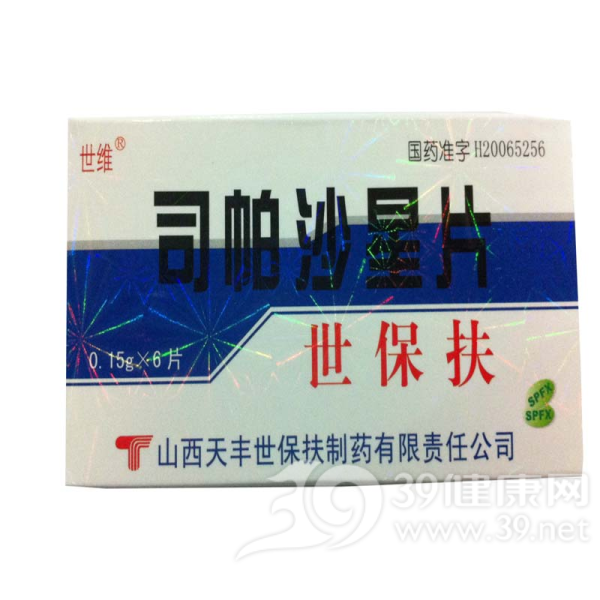 世维®
国药准字 H20065256
司帕沙星片
0.15g×6片
世保扶
SPFX
SPFX
山西天丰世保扶制药有限责任公司
39健康网
www.39.net